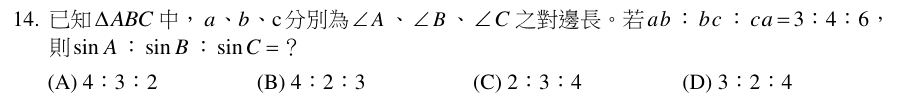 14. 已知ΔABC中，a、b、c分別為∠A、∠B、∠C之對邊長。若ab：bc：ca=3：4：6，
則sin A：sin B：sin C=？
(A) 4：3：2 (B) 4：2：3 (C) 2：3：4 (D) 3：2：4